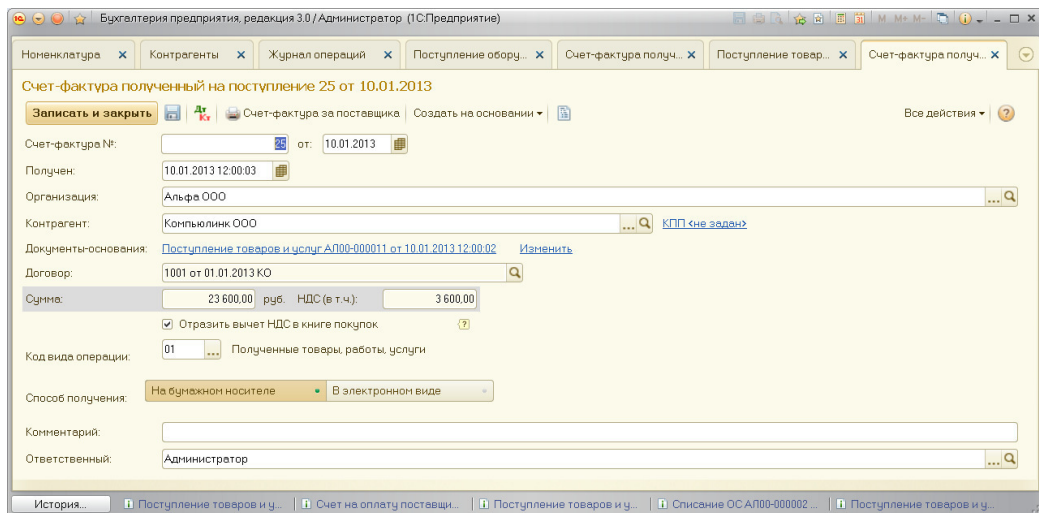 Бухгалтерия предприятия, редакция 3.0 / Администратор (1С:Предприятие) M M+ M-
Номенклатура Контрагенты Журнал операций Поступление обору... Счет-фактура получ... Поступление товар... Счет-фактура получ...
Счет-фактура полученный на поступление 25 от 10.01.2013
Записать и закрыть Дт Кт Счет-фактура за поставщика Создать на основании Все действия ?
Счет-фактура №: 25 от: 10.01.2013
Получен: 10.01.2013 12:00:03
Организация: Альфа ООО ...
Контрагент: Компьюлинк ООО ... КПП <не задан>
Документы-основания: Поступление товаров и услуг АЛ00-000011 от 10.01.2013 12:00:02 Изменить
Договор: 1001 от 01.01.2013 КО
Сумма: 23 600,00 руб. НДС (в т.ч.): 3 600,00
Отразить вычет НДС в книге покупок ?
Код вида операции: 01 ... Полученные товары, работы, услуги
Способ получения: На бумажном носителе В электронном виде
Комментарий:
Ответственный: Администратор ...
История... Поступление товаров и у... Счет на оплату поставщи... Поступление товаров и у... Списание ОС АЛ00-000002 ... Поступление товаров и у...